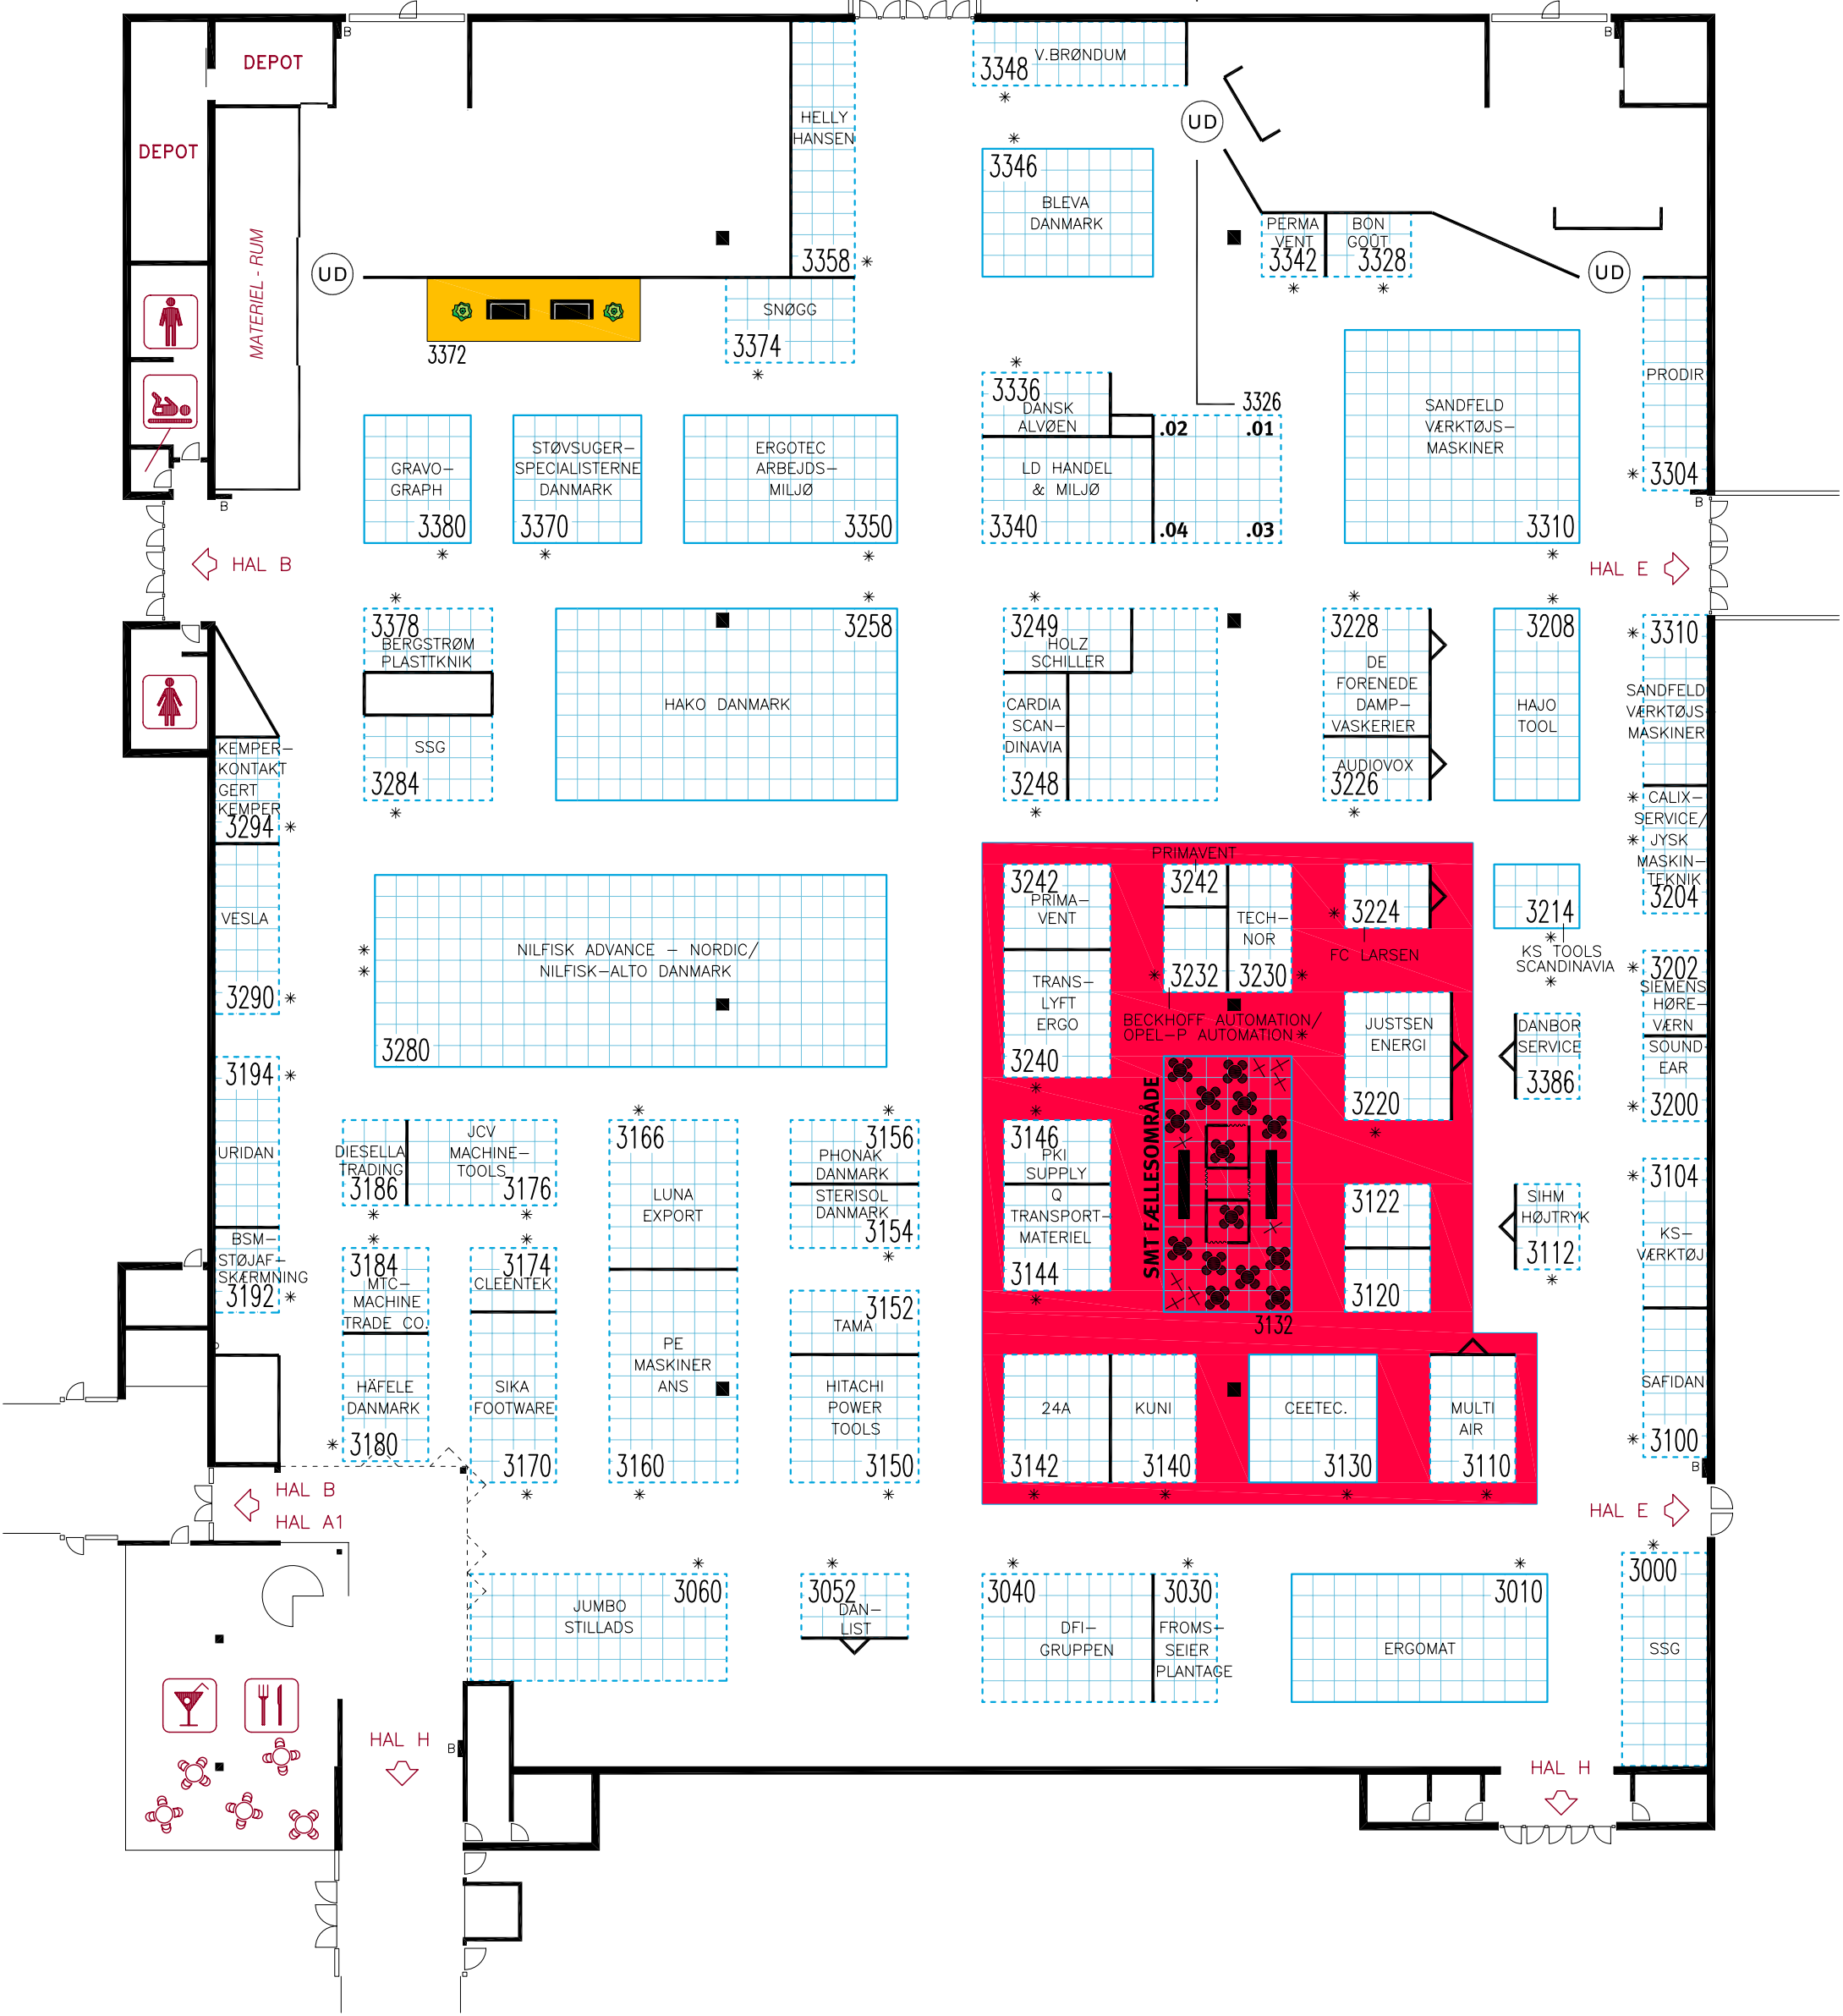 B
B
DEPOT
V.BRØNDUM
3348
HELLY
HANSEN
3358
DEPOT
UD
3346
BLEVA
DANMARK
PERMA
VENT
3342
BON
GOÛT
3328
MATERIEL - RUM
UD
UD
3372
SNØGG
3374
PRODIR
3304
3336
DANSK
ALVØEN
3326
.02
.01
.04
.03
LD HANDEL
& MILJØ
3340
SANDFELD
VÆRKTØJS-
MASKINER
3310
GRAVO-
GRAPH
3380
STØVSUGER-
SPECIALISTERNE
DANMARK
3370
ERGOTEC
ARBEJDS-
MILJØ
3350
B
B
HAL B
HAL E
3378
BERGSTRØM
PLASTTKNIK
SSG
3284
3258
HAKO DANMARK
3249
HOLZ
SCHILLER
CARDIA
SCAN-
DINAVIA
3248
3228
DE
FORENEDE
DAMP-
VASKERIER
AUDIOVOX
3226
3208
HAJO
TOOL
3310
SANDFELD
VÆRKTØJS-
MASKINER
CALIX-
SERVICE/
JYSK
MASKIN-
TEKNIK
3204
KEMPER-
KONTAKT
GERT
KEMPER
3294
VESLA
3290
NILFISK ADVANCE - NORDIC/
NILFISK-ALTO DANMARK
3280
PRIMAVENT
3242
PRIMA-
VENT
3242
TECH-
NOR
3232
3230
3224
FC LARSEN
3214
KS TOOLS
SCANDINAVIA
TRANS-
LYFT
ERGO
3240
BECKHOFF AUTOMATION/
OPEL-P AUTOMATION
JUSTSEN
ENERGI
3220
DANBOR
SERVICE
3386
3202
SIEMENS
HØRE-
VÆRN
SOUND-
EAR
3200
3194
URIDAN
BSM-
STØJAF-
SKÆRMNING
3192
DIESELLA
TRADING
3186
JCV
MACHINE-
TOOLS
3176
3166
LUNA
EXPORT
3156
PHONAK
DANMARK
STERISOL
DANMARK
3154
3146
PKI
SUPPLY
Q
TRANSPORT-
MATERIEL
3144
SMT FÆLLESOMRÅDE
3132
3122
3120
SIHM
HØJTRYK
3112
3104
KS-
VÆRKTØJ
SAFIDAN
3100
3184
MTC-
MACHINE
TRADE CO.
HÄFELE
DANMARK
3180
3174
CLEENTEK
SIKA
FOOTWARE
3170
PE
MASKINER
ANS
3160
3152
TAMA
HITACHI
POWER
TOOLS
3150
24A
3142
KUNI
3140
CEETEC.
3130
MULTI
AIR
3110
B
HAL B
HAL A1
HAL E
3060
JUMBO
STILLADS
3052
DAN-
LIST
3040
DFI-
GRUPPEN
3030
FROMS-
SEIER
PLANTAGE
3010
ERGOMAT
3000
SSG
HAL H
B
HAL H